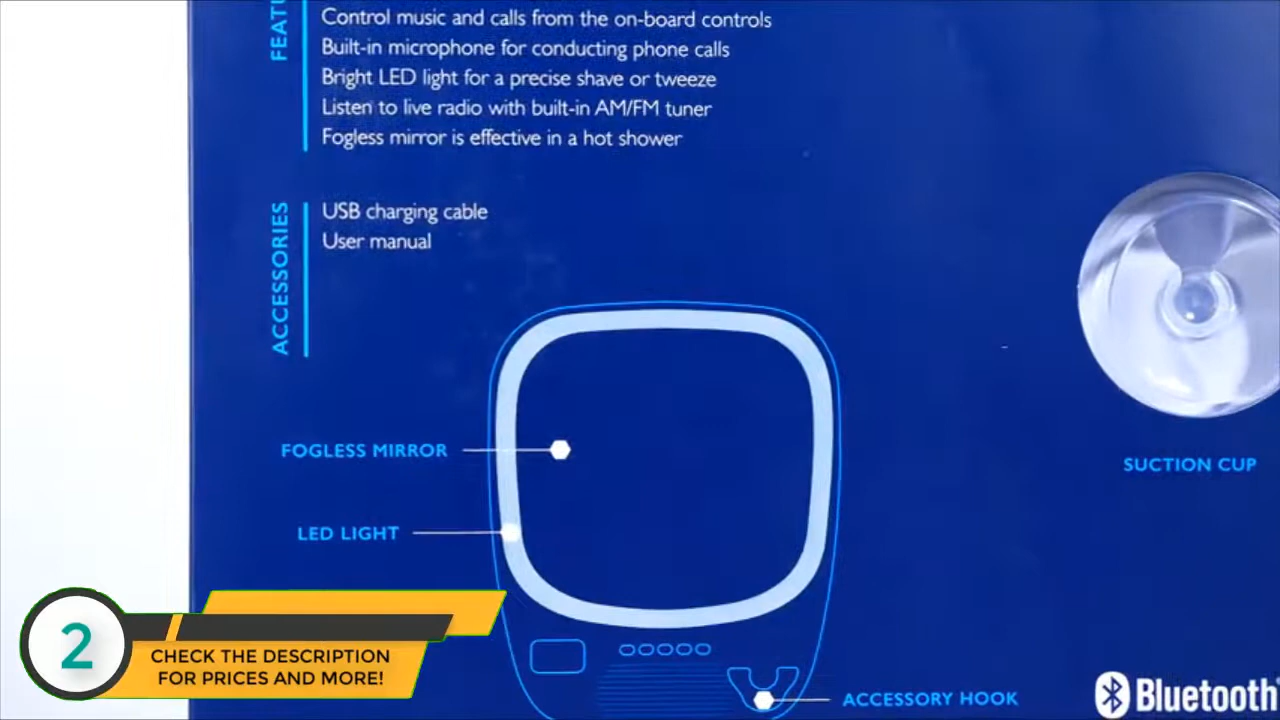 FEATU
Control music and calls from the on-board controls
Built-in microphone for conducting phone calls
Bright LED light for a precise shave or tweeze
Listen to live radio with built-in AM/FM tuner
Fogless mirror is effective in a hot shower
ACCESSORIES
USB charging cable
User manual
FOGLESS MIRROR
SUCTION CUP
LED LIGHT
2
CHECK THE DESCRIPTION
FOR PRICES AND MORE!
ACCESSORY HOOK
Bluetooth